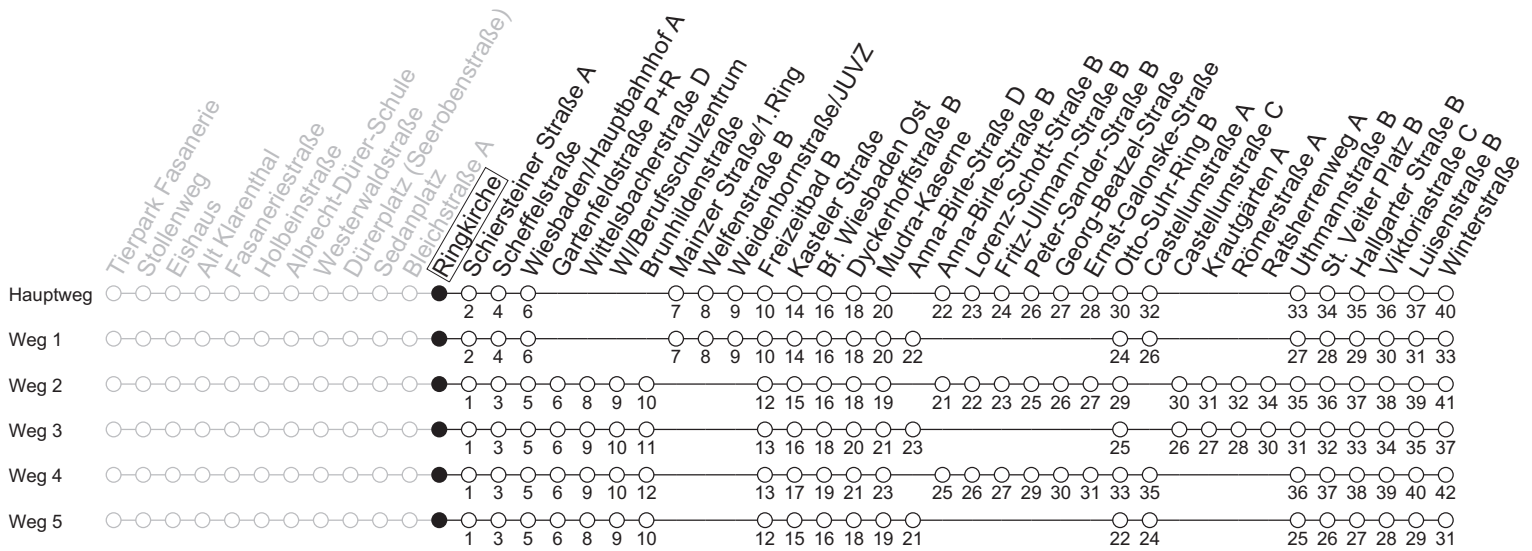 Tierpark Fasanerie
Stollenweg
Eishaus
Alt Klarenthal
Fasaneriestraße
Holbeinstraße
Albrecht-Dürer-Schule
Westerwaldstraße
Dürerplatz (Seerobenstraße)
Sedanplatz
Bleichstraße A
Ringkirche
Schiersteiner Straße A
Scheffelstraße
Wiesbaden/Hauptbahnhof A
Gartenfeldstraße P+R
Wittelsbacherstraße D
WI/Berufsschulzentrum
Brunhildenstraße
Mainzer Straße/1.Ring
Welfenstraße B
Weidenbornstraße/JUVZ
Freizeitbad B
Kasteler Straße
Bf. Wiesbaden Ost
Dyckerhoffstraße B
Mudra-Kaserne
Anna-Birle-Straße D
Anna-Birle-Straße B
Lorenz-Schott-Straße B
Fritz-Ullmann-Straße B
Peter-Sander-Straße B
Georg-Beatzel-Straße
Ernst-Galonske-Straße
Otto-Suhr-Ring B
Castellumstraße A
Castellumstraße C
Krautgärten A
Römerstraße A
Ratsherrenweg A
Uthmannstraße B
St. Veiter Platz B
Hallgarter Straße B
Viktoriastraße C
Luisenstraße B
Winterstraße
Hauptweg
2 4 6 7 8 9 10 14 16 18 20 22 23 24 26 27 28 30 32 33 34 35 36 37 40
Weg 1
2 4 6 7 8 9 10 14 16 18 20 22 24 26 27 28 29 30 31 33
Weg 2
1 3 5 6 8 9 10 12 15 16 18 19 21 22 23 25 26 27 29 30 31 32 34 35 36 37 38 39 41
Weg 3
1 3 5 6 9 10 11 13 16 18 20 21 23 25 26 27 28 30 31 32 33 34 35 37
Weg 4
1 3 5 6 9 10 12 13 17 19 21 23 25 26 27 29 30 31 33 35 36 37 38 39 40 42
Weg 5
1 3 5 6 8 9 10 12 15 16 18 19 21 22 24 25 26 27 28 29 31